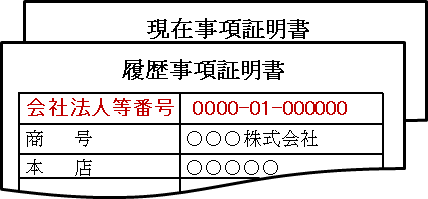 現在事項証明書
履歴事項証明書
会社法人等番号 0000-01-000000
商 号 ○○○株式会社
本 店 ○○○○○